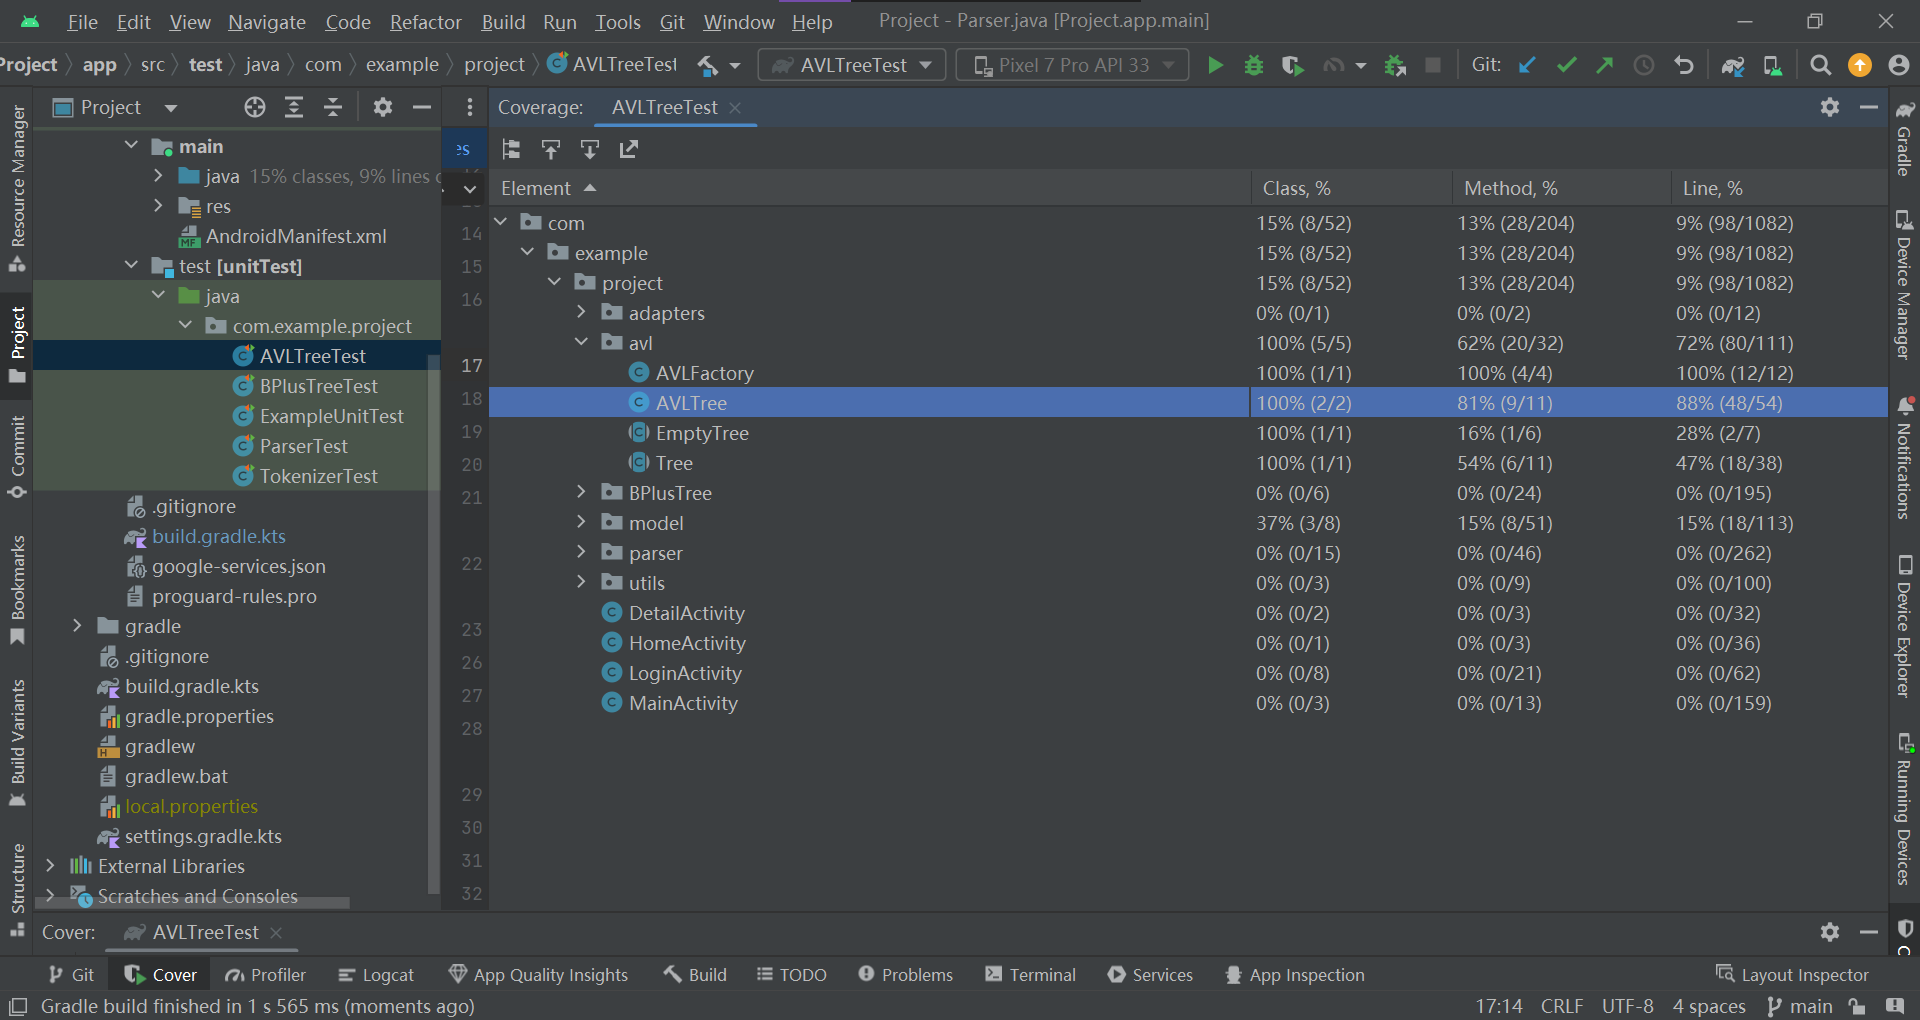 File Edit View Navigate Code Refactor Build Run Tools Git Window Help Project - Parser.java [Project.app.main]
Project app src test java com example project AVLTreeTest AVLTreeTest Pixel 7 Pro API 33 Git:
Project
Coverage: AVLTreeTest
main
java 15% classes, 9% lines c
res
AndroidManifest.xml
test [unitTest]
java
com.example.project
AVLTreeTest
BPlusTreeTest
ExampleUnitTest
ParserTest
TokenizerTest
.gitignore
build.gradle.kts
google-services.json
proguard-rules.pro
gradle
.gitignore
build.gradle.kts
gradle.properties
gradlew
gradlew.bat
local.properties
settings.gradle.kts
External Libraries
Scratches and Consoles
es
14
15
16
17
18
19
20
21
22
23
26
27
28
29
30
31
32
Element Class, % Method, % Line, %
com 15% (8/52) 13% (28/204) 9% (98/1082)
example 15% (8/52) 13% (28/204) 9% (98/1082)
project 15% (8/52) 13% (28/204) 9% (98/1082)
adapters 0% (0/1) 0% (0/2) 0% (0/12)
avl 100% (5/5) 62% (20/32) 72% (80/111)
AVLFactory 100% (1/1) 100% (4/4) 100% (12/12)
AVLTree 100% (2/2) 81% (9/11) 88% (48/54)
EmptyTree 100% (1/1) 16% (1/6) 28% (2/7)
Tree 100% (1/1) 54% (6/11) 47% (18/38)
BPlusTree 0% (0/6) 0% (0/24) 0% (0/195)
model 37% (3/8) 15% (8/51) 15% (18/113)
parser 0% (0/15) 0% (0/46) 0% (0/262)
utils 0% (0/3) 0% (0/9) 0% (0/100)
DetailActivity 0% (0/2) 0% (0/3) 0% (0/32)
HomeActivity 0% (0/1) 0% (0/3) 0% (0/36)
LoginActivity 0% (0/8) 0% (0/21) 0% (0/62)
MainActivity 0% (0/3) 0% (0/13) 0% (0/159)
Resource Manager
Project
Commit
Bookmarks
Build Variants
Structure
Gradle
Device Manager
Notifications
Device Explorer
Running Devices
Cover: AVLTreeTest
Git Cover Profiler Logcat App Quality Insights Build TODO Problems Terminal Services App Inspection Layout Inspector
Gradle build finished in 1 s 565 ms (moments ago) 17:14 CRLF UTF-8 4 spaces main